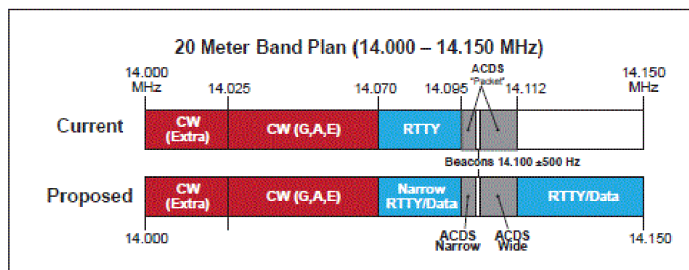 20 Meter Band Plan (14.000 – 14.150 MHz)
14.000
MHz
14.025
14.070
14.095
ACDS
"Packet"
14.112
14.150
MHz
Current
CW
(Extra)
CW (G,A,E)
RTTY
Beacons 14.100 ±500 Hz
Proposed
CW
(Extra)
CW (G,A,E)
Narrow
RTTY/Data
RTTY/Data
14.000
ACDS
Narrow
ACDS
Wide
14.150